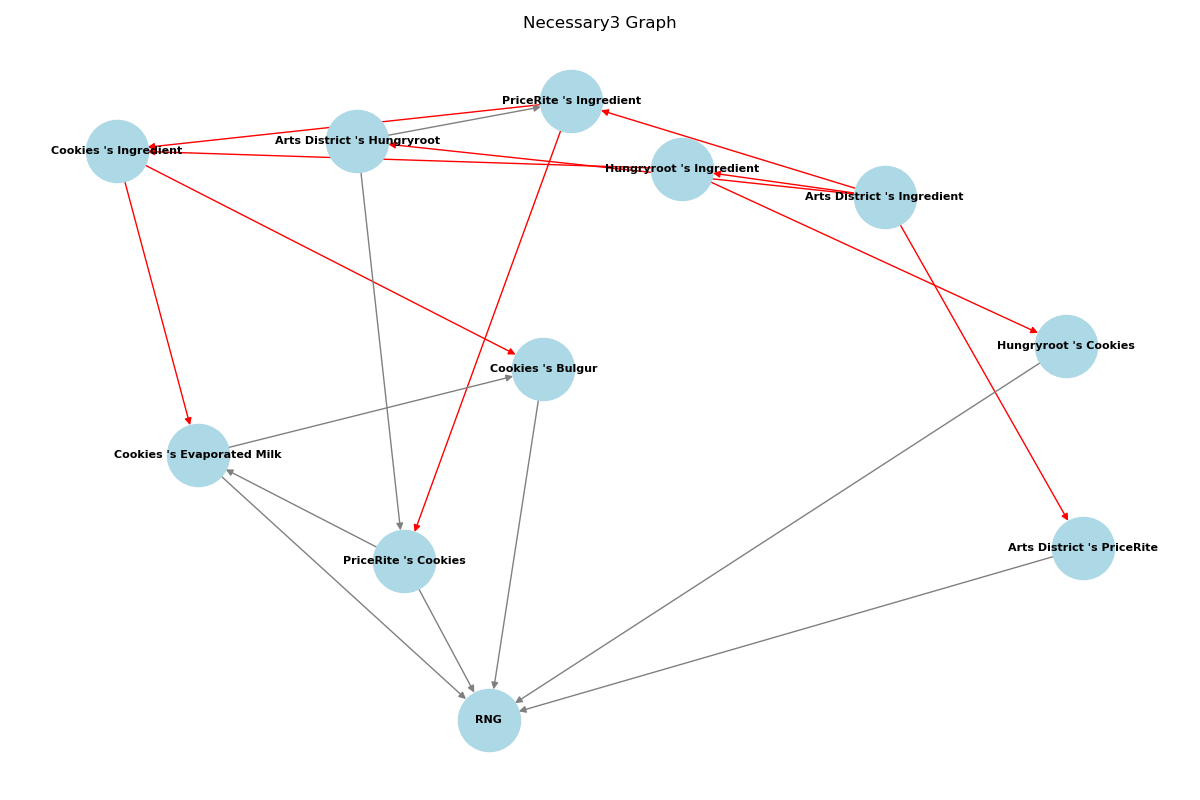 Necessary3 Graph
PriceRite 's Ingredient
Arts District 's Hungryroot
Cookies 's Ingredient
Hungryroot 's Ingredient
Arts District 's Ingredient
Hungryroot 's Cookies
Cookies 's Bulgur
Cookies 's Evaporated Milk
Arts District 's PriceRite
PriceRite 's Cookies
RNG